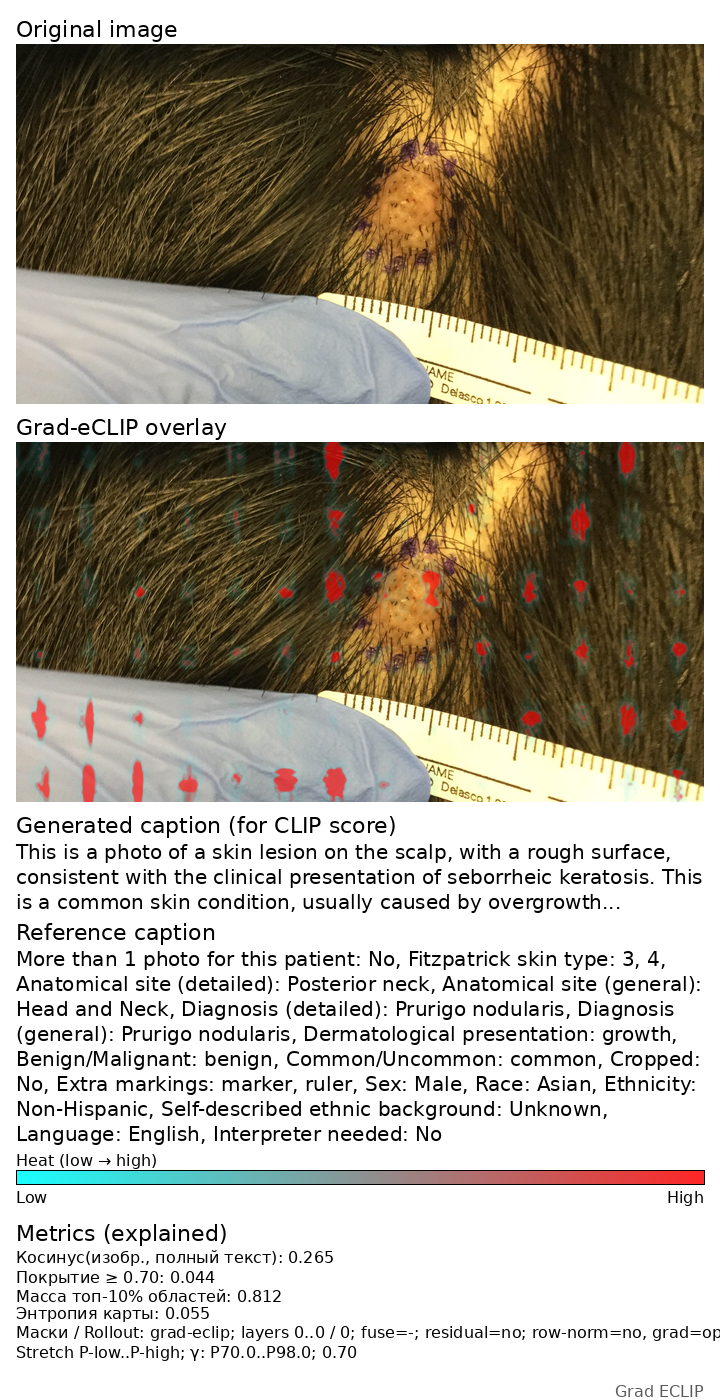 Original image
NAME
Delasco
Grad-eCLIP overlay
NAME
Delasco
Generated caption (for CLIP score)
This is a photo of a skin lesion on the scalp, with a rough surface,
consistent with the clinical presentation of seborrheic keratosis. This
is a common skin condition, usually caused by overgrowth...
Reference caption
More than 1 photo for this patient: No, Fitzpatrick skin type: 3, 4,
Anatomical site (detailed): Posterior neck, Anatomical site (general):
Head and Neck, Diagnosis (detailed): Prurigo nodularis, Diagnosis
(general): Prurigo nodularis, Dermatological presentation: growth,
Benign/Malignant: benign, Common/Uncommon: common, Cropped:
No, Extra markings: marker, ruler, Sex: Male, Race: Asian, Ethnicity:
Non-Hispanic, Self-described ethnic background: Unknown,
Language: English, Interpreter needed: No
Heat (low → high)
Low High
Metrics (explained)
Косинус(изобр., полный текст): 0.265
Покрытие ≥ 0.70: 0.044
Масса топ-10% областей: 0.812
Энтропия карты: 0.055
Маски / Rollout: grad-eclip; layers 0..0 / 0; fuse=-; residual=no; row-norm=no, grad=op
Stretch P-low..P-high; γ: P70.0..P98.0; 0.70
Grad ECLIP